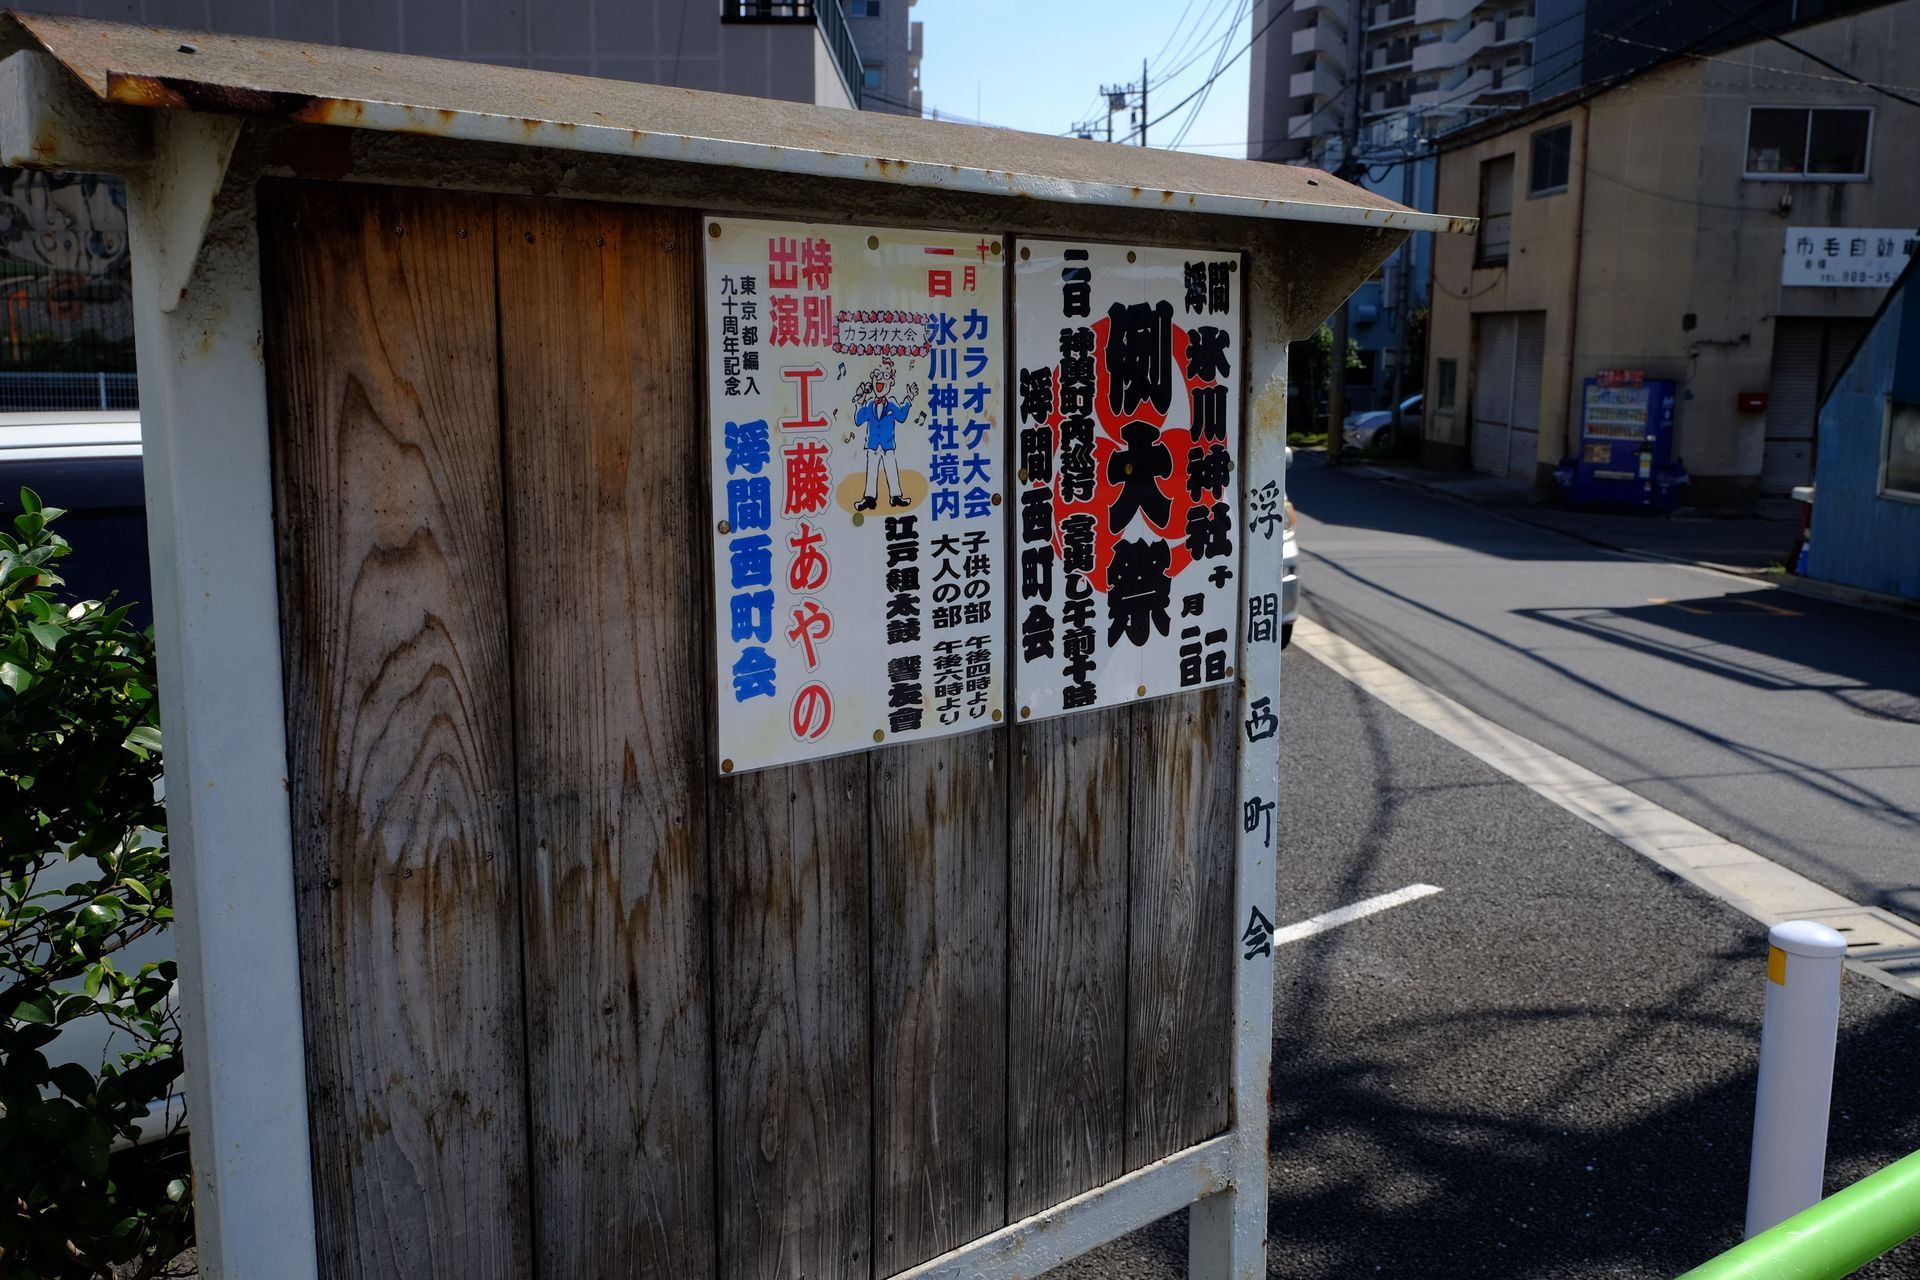 浮間 氷川神社 十月 一日 二日
例大祭
二日 神輿町内巡行 宮出し午前十時
浮間西町会
十月 カラオケ大会 子供の部 午後四時より
一日 氷川神社境内 大人の部 午後六時より
江戸組太鼓 響友會
カラオケ大会
特別出演 工藤あやの
東京都編入
九十周年記念
浮間西町会
浮間西町会
市毛自動車